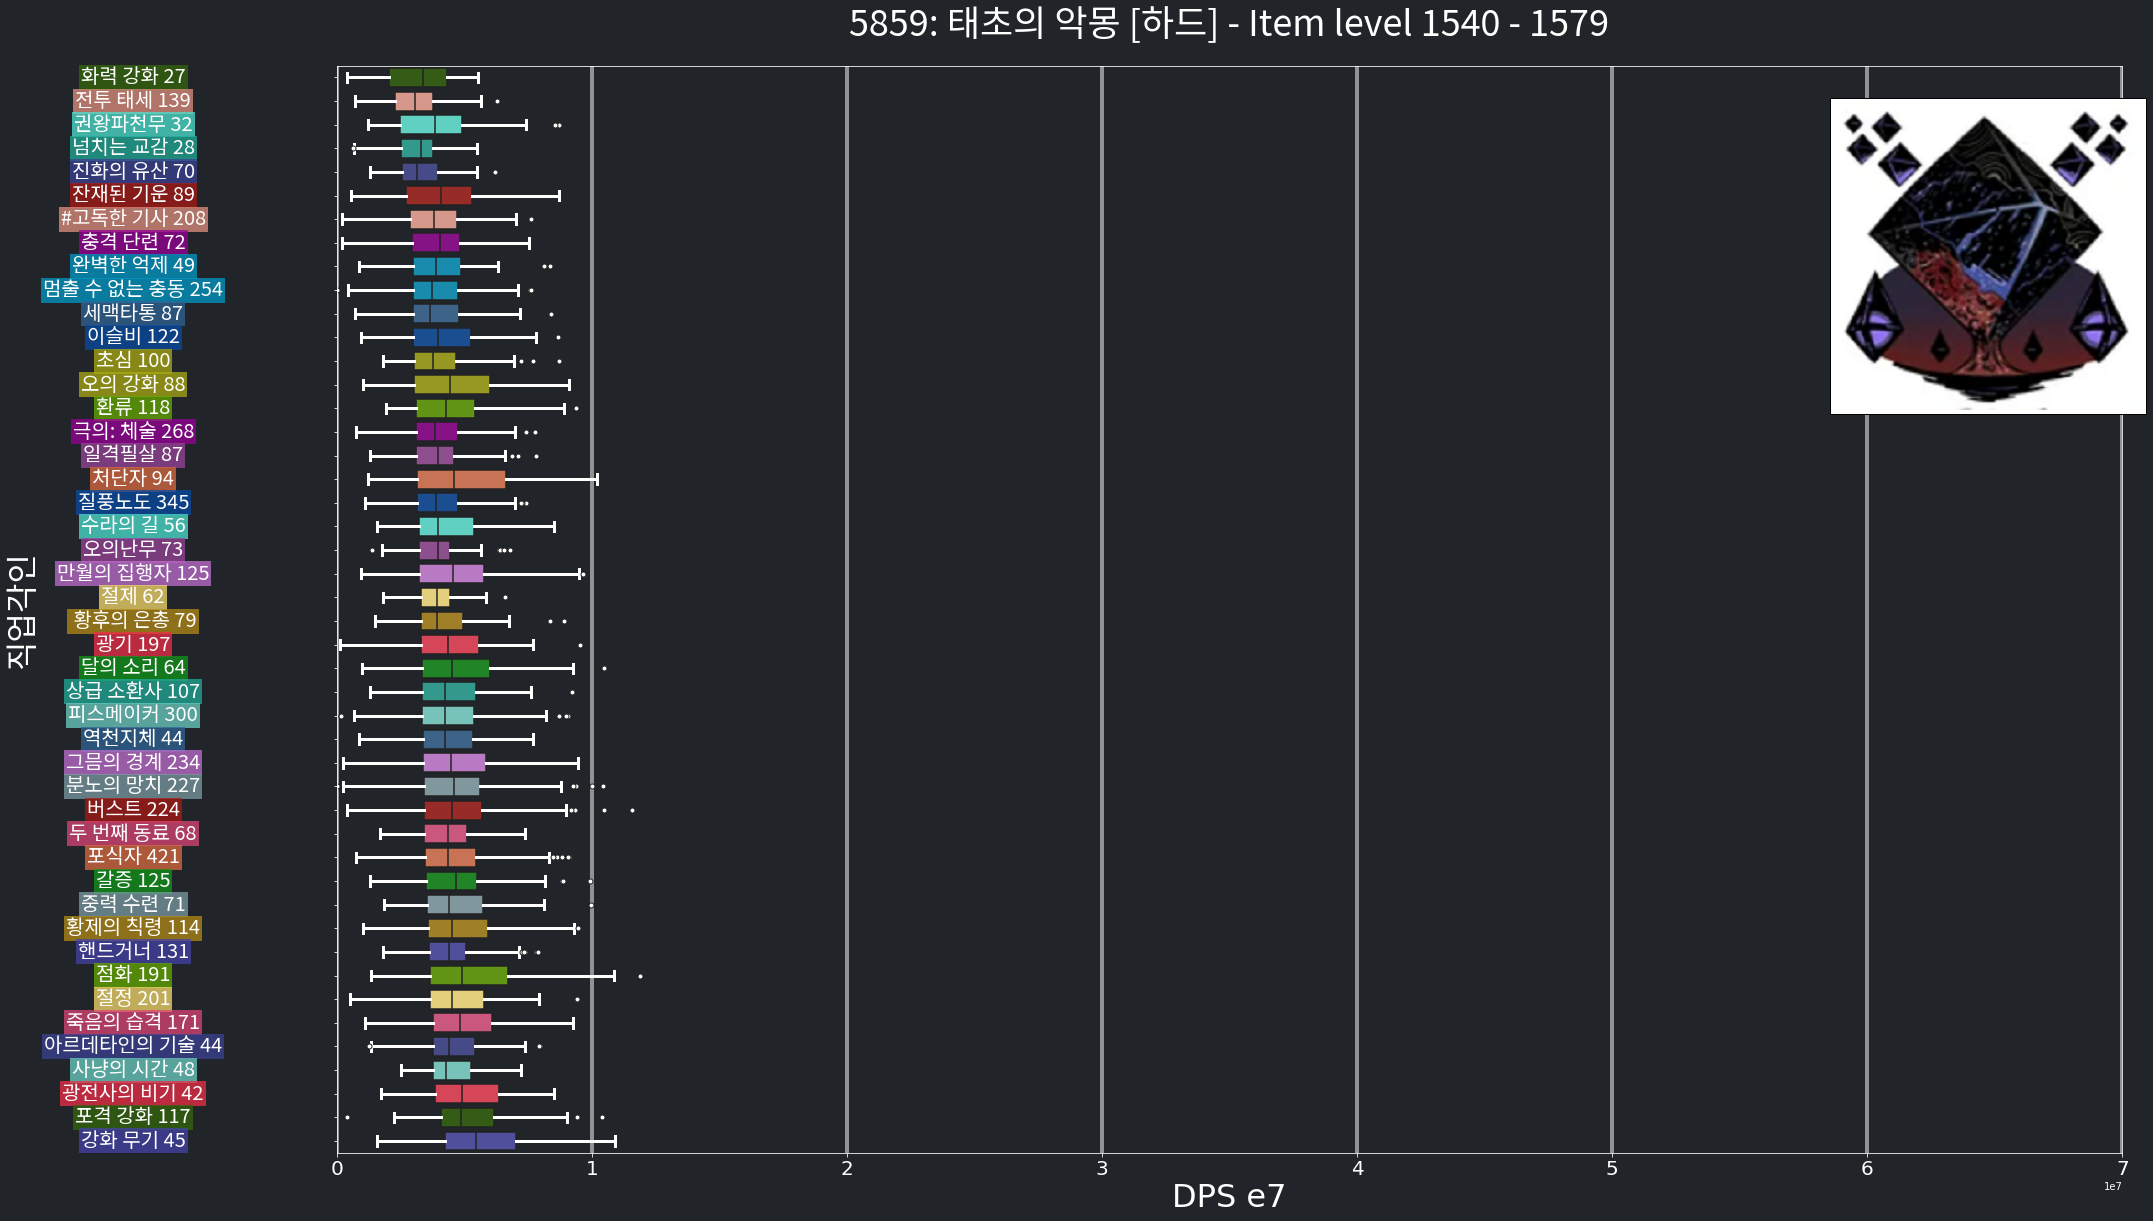 5859: 태초의 악몽 [하드] - Item level 1540 - 1579
화력 강화 27
전투 태세 139
권왕파천무 32
넘치는 교감 28
진화의 유산 70
잔재된 기운 89
#고독한 기사 208
충격 단련 72
완벽한 억제 49
멈출 수 없는 충동 254
세맥타통 87
이슬비 122
초심 100
오의 강화 88
환류 118
극의: 체술 268
일격필살 87
처단자 94
질풍노도 345
수라의 길 56
오의난무 73
만월의 집행자 125
절제 62
황후의 은총 79
광기 197
달의 소리 64
상급 소환사 107
피스메이커 300
역천지체 44
그믐의 경계 234
분노의 망치 227
버스트 224
두 번째 동료 68
포식자 421
갈증 125
중력 수련 71
황제의 칙령 114
핸드거너 131
점화 191
절정 201
죽음의 습격 171
아르데타인의 기술 44
사냥의 시간 48
광전사의 비기 42
포격 강화 117
강화 무기 45
직업각인
0 1 2 3 4 5 6 7
1e7
DPS e7